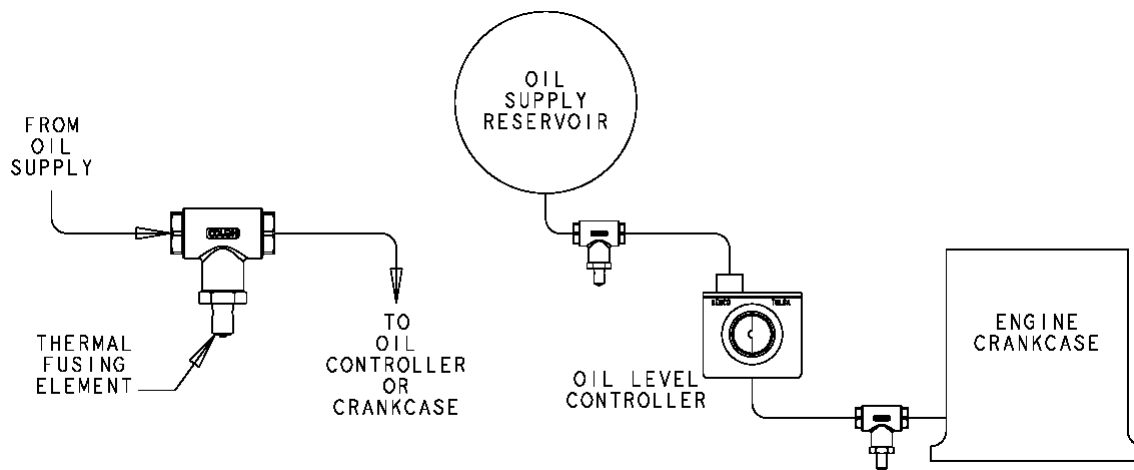 FROM
OIL
SUPPLY
THERMAL
FUSING
ELEMENT
TO
OIL
CONTROLLER
OR
CRANKCASE
OIL
SUPPLY
RESERVOIR
OIL LEVEL
CONTROLLER
ENGINE
CRANKCASE